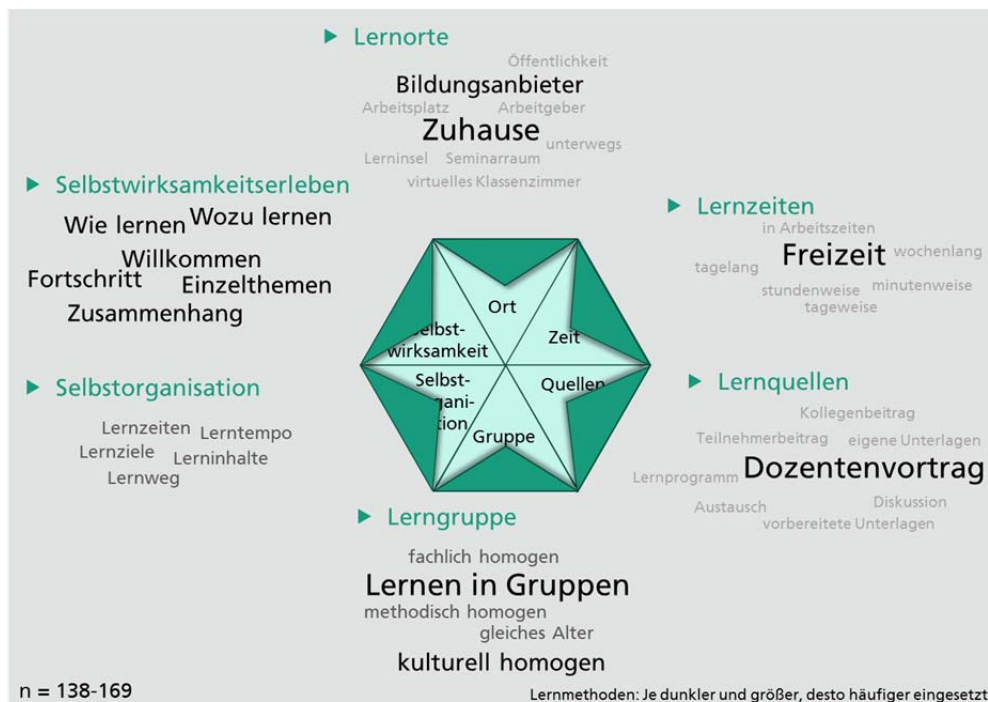 Lernorte
Öffentlichkeit
Bildungsanbieter
Arbeitsplatz Arbeitgeber
Zuhause
unterwegs
Lerninsel Seminarraum
virtuelles Klassenzimmer
Selbstwirksamkeitserleben
Wie lernen Wozu lernen
Willkommen
Fortschritt Einzelthemen
Zusammenhang
Lernzeiten
in Arbeitszeiten
Freizeit wochenlang
tagelang
stundenweise minutenweise
tageweise
Ort
Zeit
Selbst-
wirksamkeit
Selbst-
gani-
tion
Quellen
Gruppe
Selbstorganisation
Lernzeiten Lerntempo
Lernziele Lerninhalte
Lernweg
Lernquellen
Kollegenbeitrag
Teilnehmerbeitrag eigene Unterlagen
Dozentenvortrag
Lernprogramm
Austausch Diskussion
vorbereitete Unterlagen
Lerngruppe
fachlich homogen
Lernen in Gruppen
methodisch homogen
gleiches Alter
kulturell homogen
n = 138-169
Lernmethoden: Je dunkler und größer, desto häufiger eingesetzt